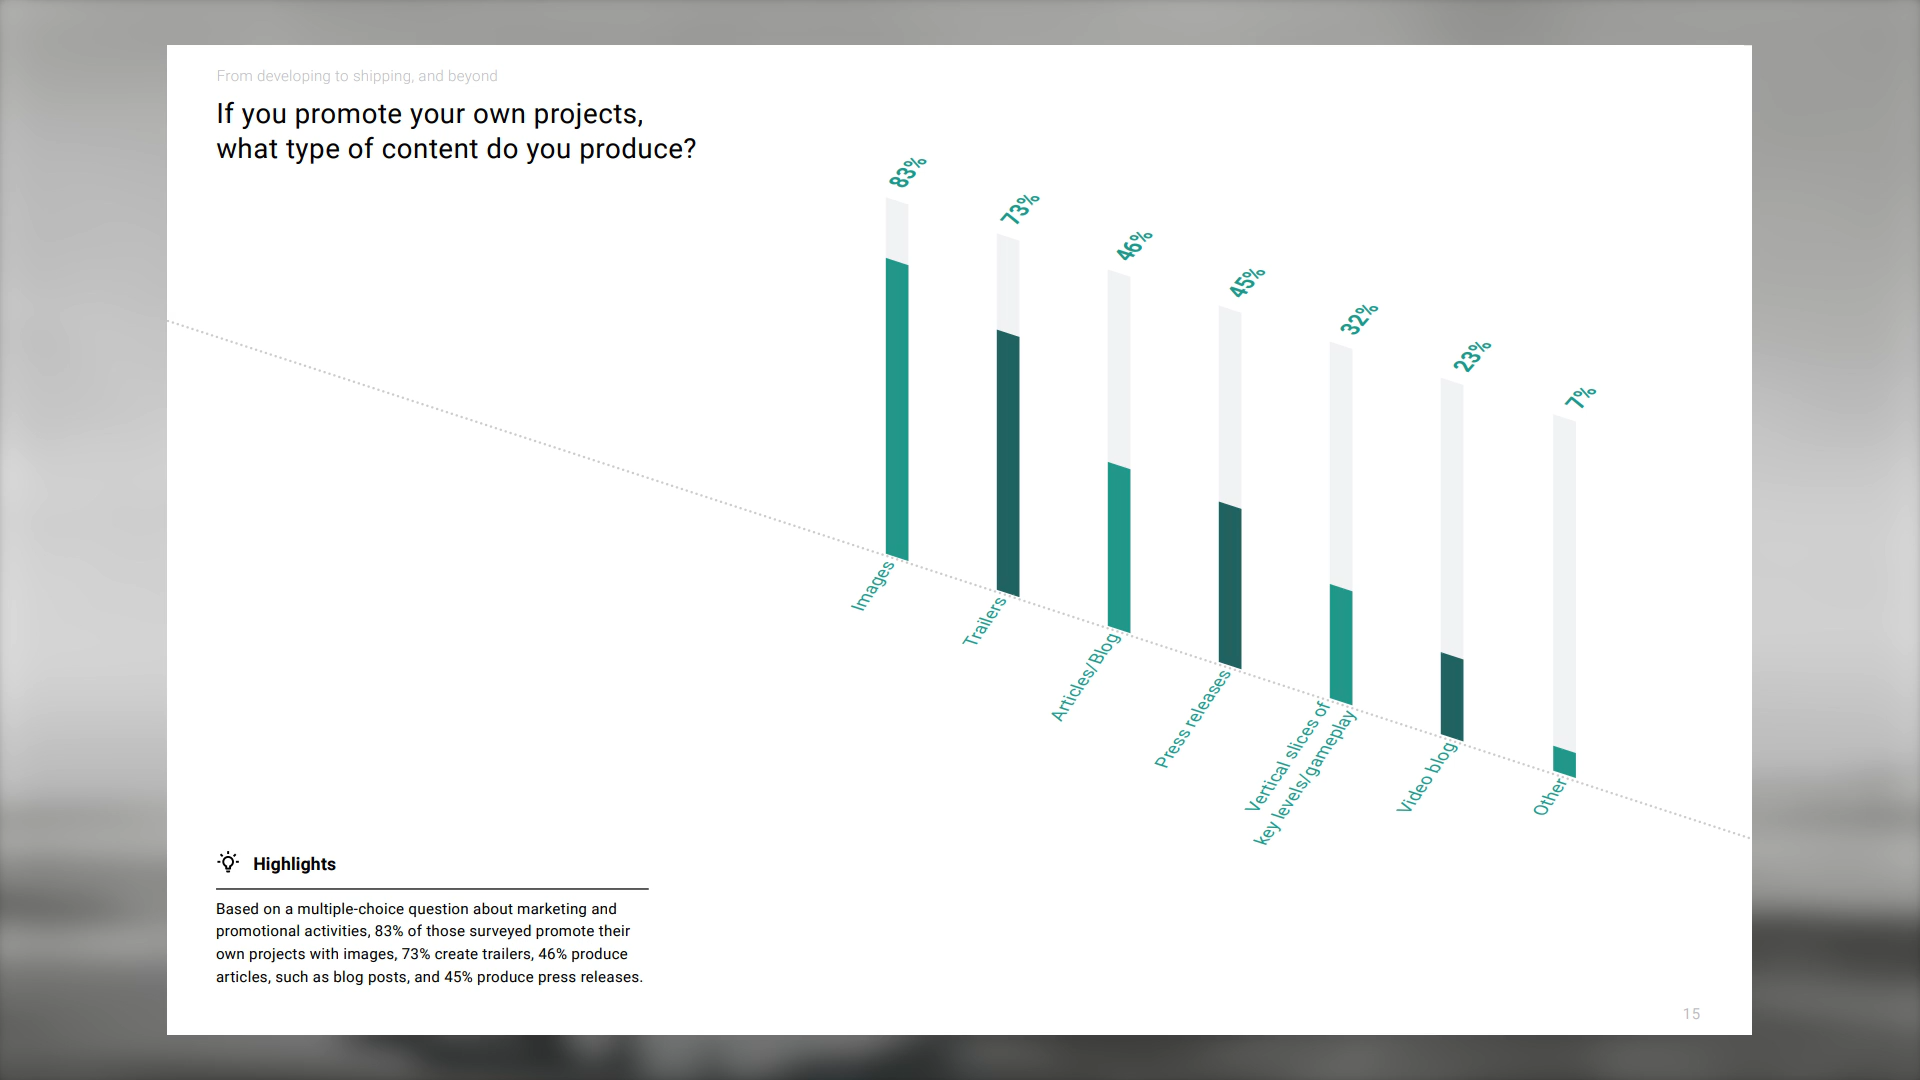 From developing to shipping, and beyond
If you promote your own projects,
what type of content do you produce?
83%
73%
46%
45%
32%
23%
7%
Images
Trailers
Articles/Blog
Press releases
Vertical slices of
key levels/gameplay
Video blog
Other
Highlights
Based on a multiple-choice question about marketing and
promotional activities, 83% of those surveyed promote their
own projects with images, 73% create trailers, 46% produce
articles, such as blog posts, and 45% produce press releases.
15